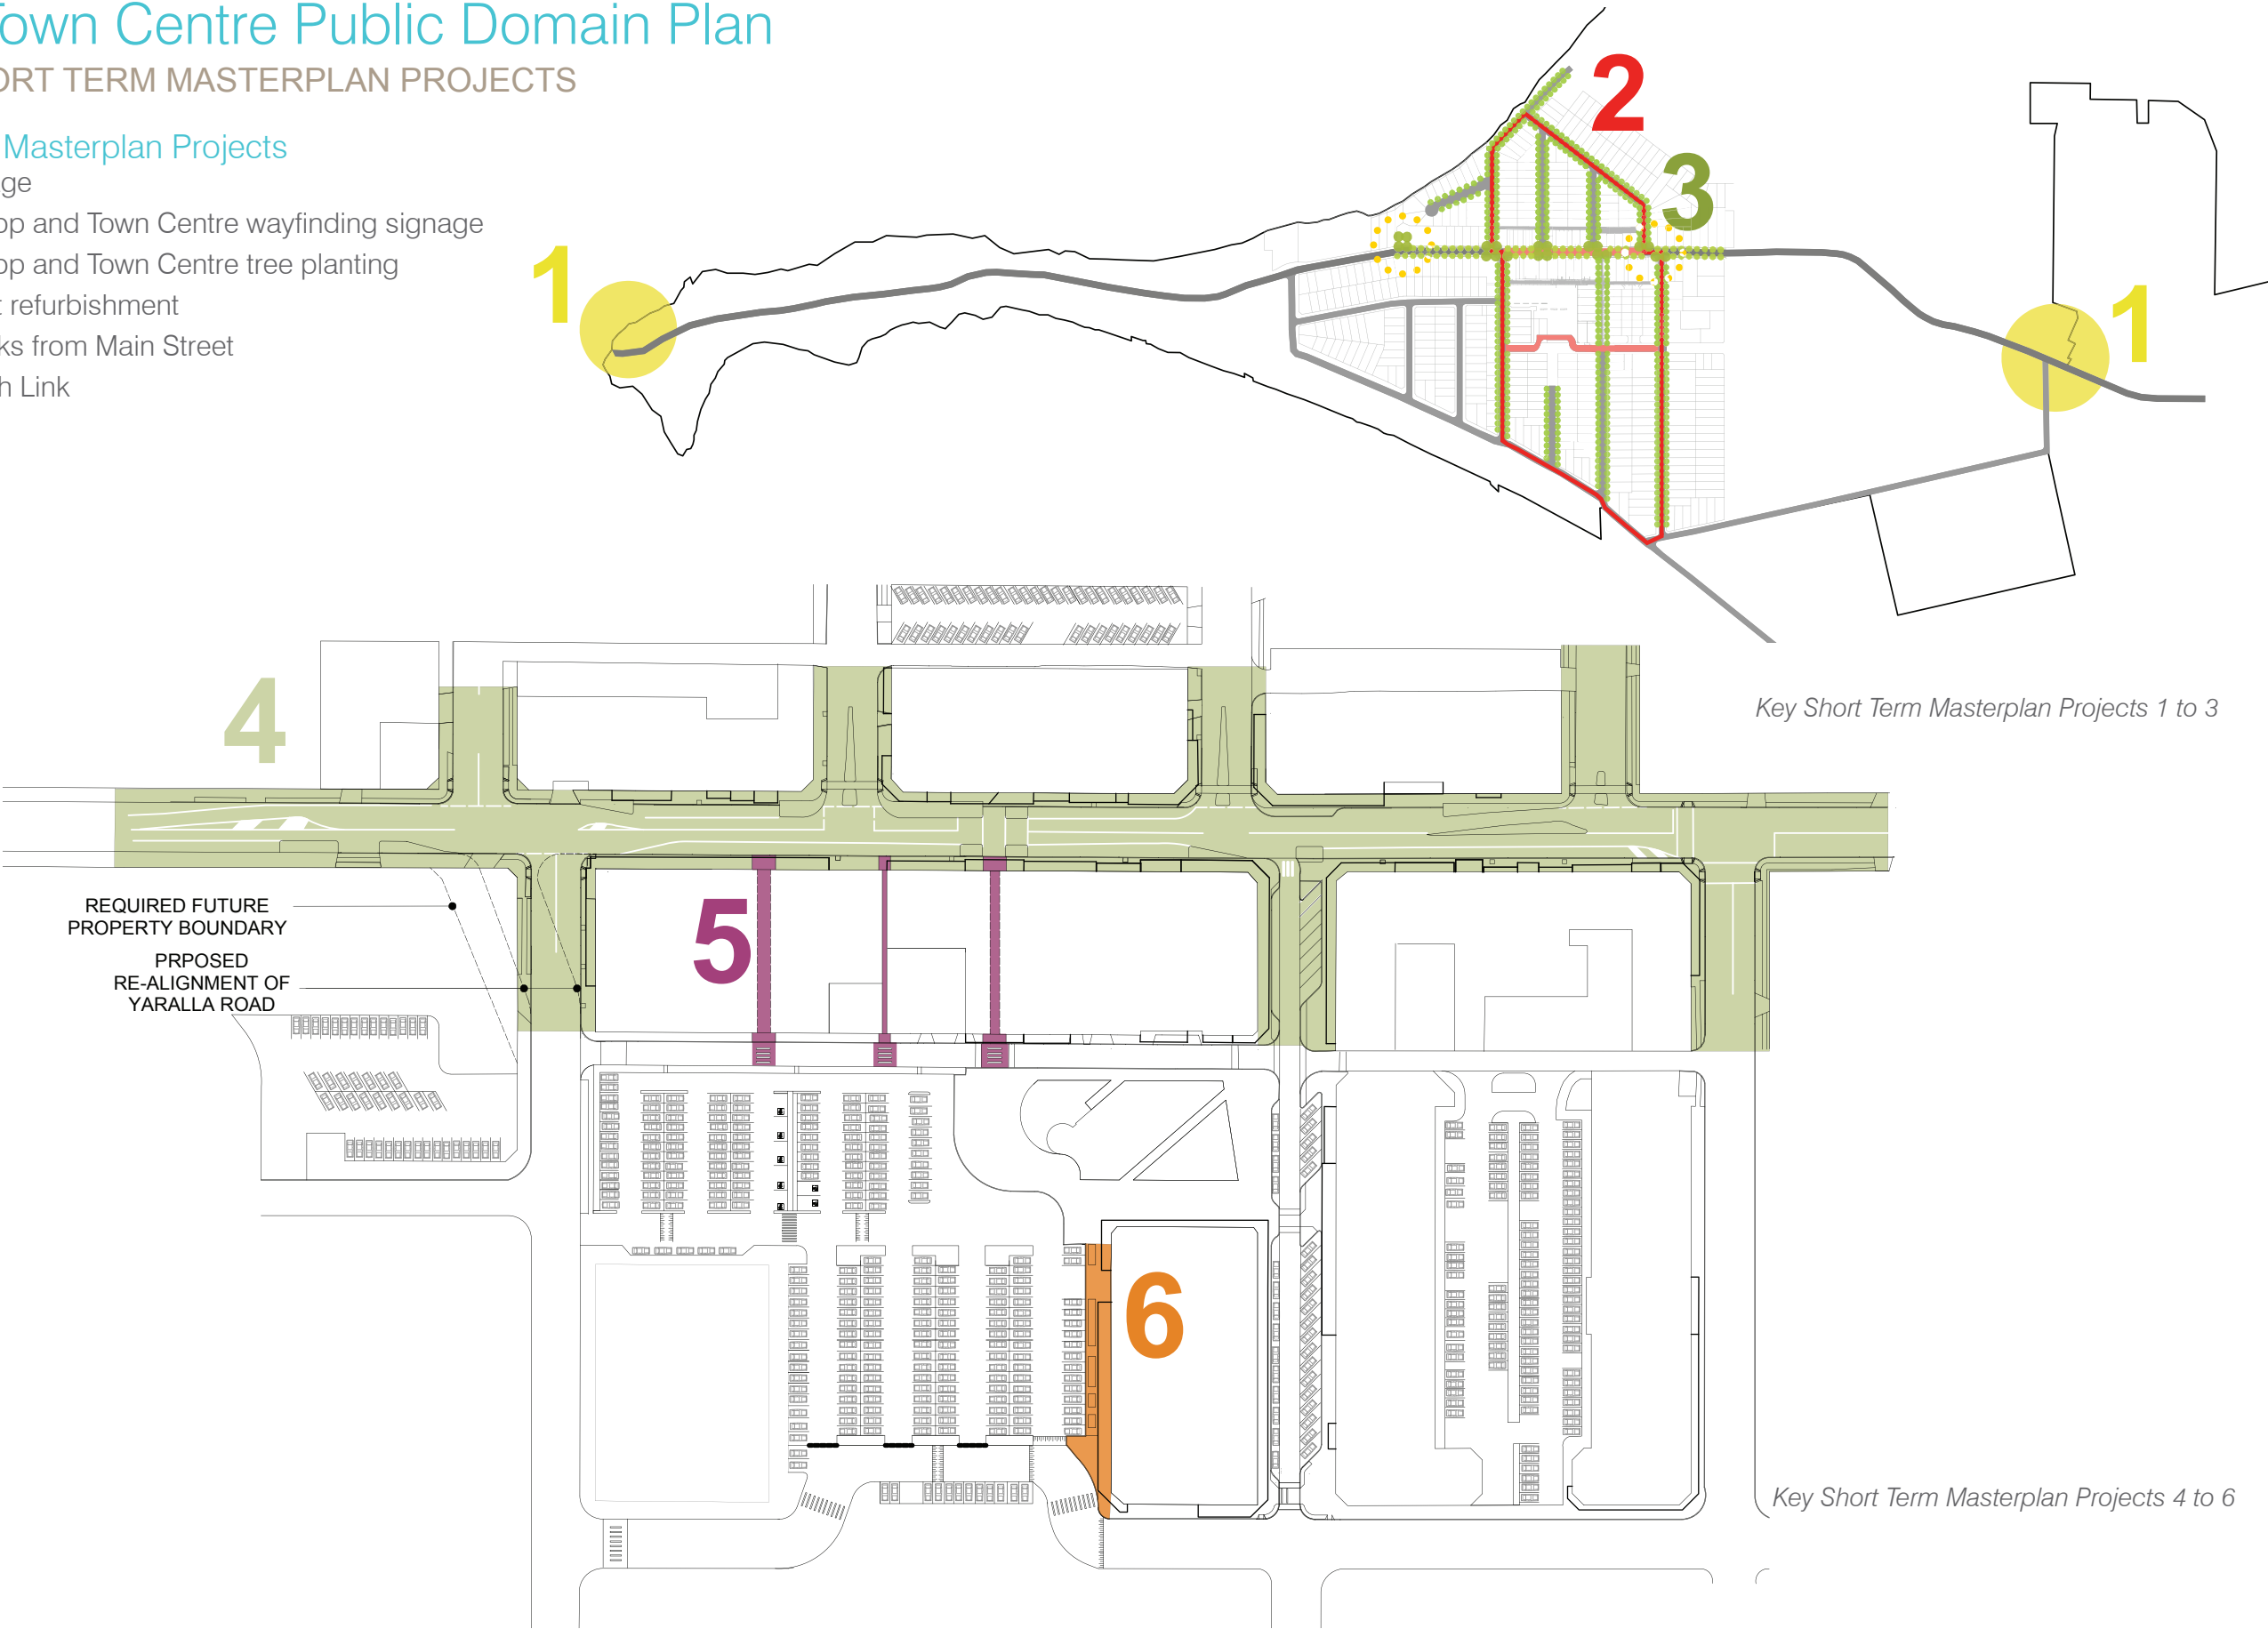 Town Centre Public Domain Plan
ORT TERM MASTERPLAN PROJECTS
Masterplan Projects
ge
op and Town Centre wayfinding signage
op and Town Centre tree planting
t refurbishment
ks from Main Street
h Link
1
2
3
1
Key Short Term Masterplan Projects 1 to 3
4
REQUIRED FUTURE
PROPERTY BOUNDARY
PRPOSED
RE-ALIGNMENT OF
YARALLA ROAD
5
6
Key Short Term Masterplan Projects 4 to 6